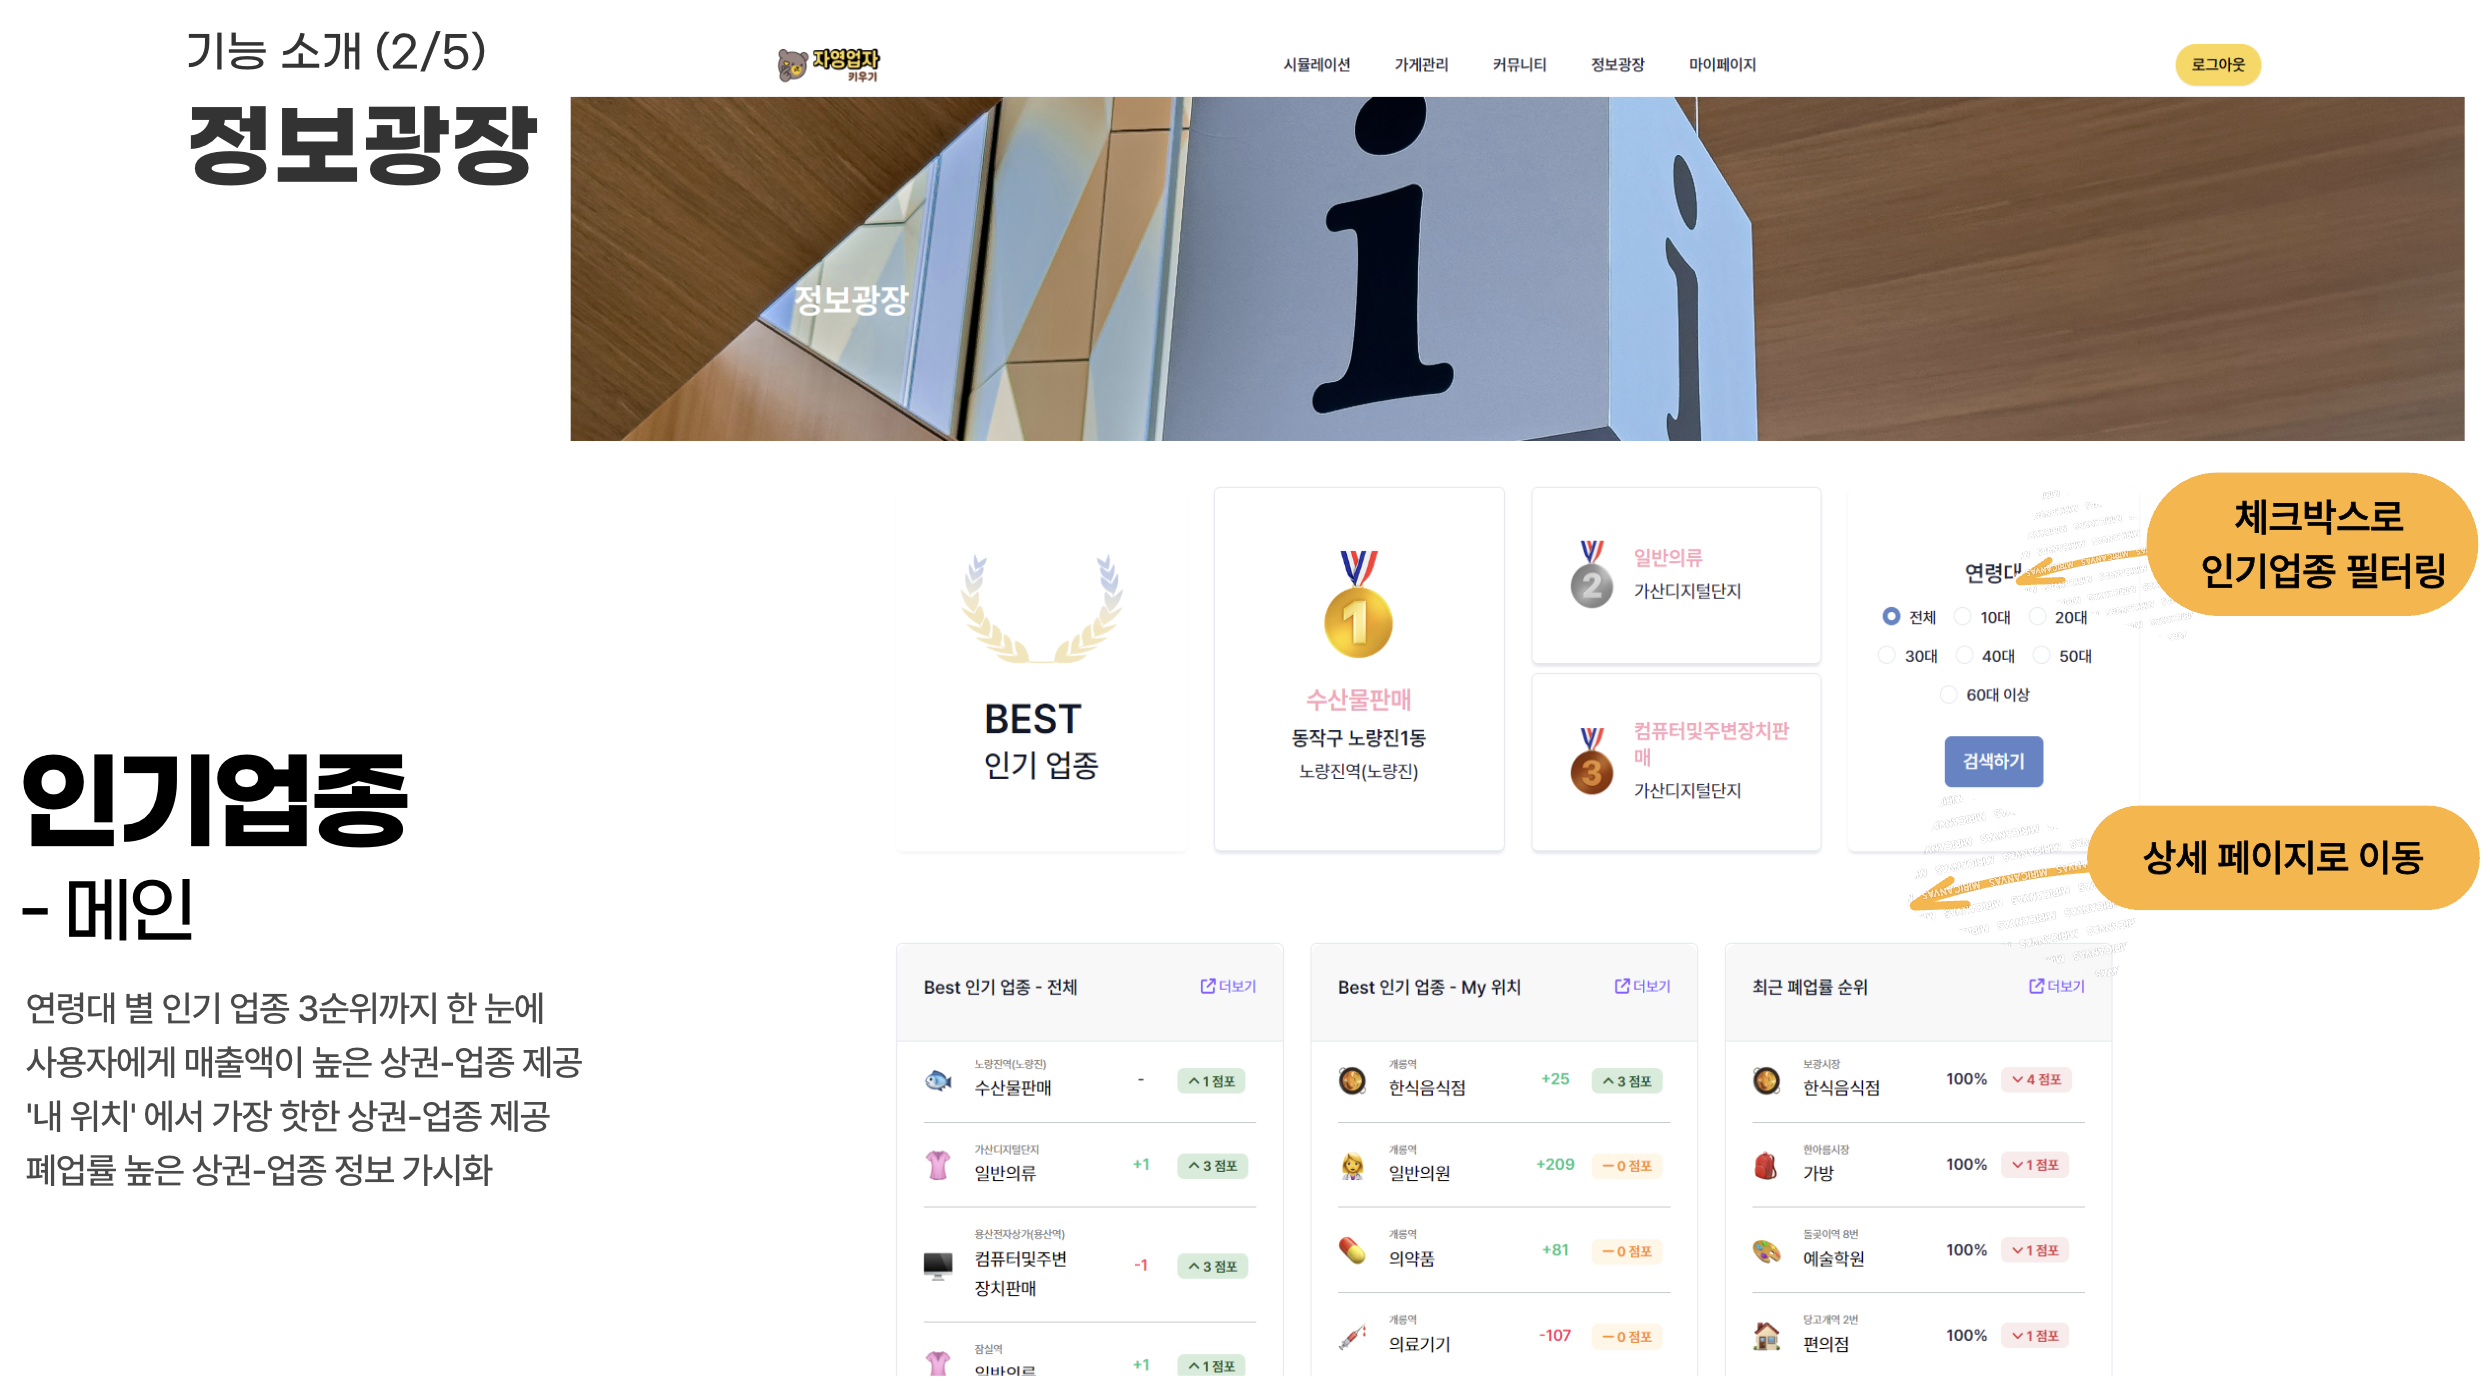 기능 소개 (2/5)
정보광장
자영업자
키우기
시뮬레이션 가게관리 커뮤니티 정보광장 마이페이지
로그아웃
정보광장
체크박스로
인기업종 필터링
BEST
인기 업종
1
수산물판매
동작구 노량진1동
노량진역(노량진)
2
일반의류
가산디지털단지
3
컴퓨터및주변장치판
매
가산디지털단지
연령대
전체 10대 20대
30대 40대 50대
60대 이상
검색하기
상세 페이지로 이동
인기업종
- 메인
연령대 별 인기 업종 3순위까지 한 눈에
사용자에게 매출액이 높은 상권-업종 제공
'내 위치' 에서 가장 핫한 상권-업종 제공
폐업률 높은 상권-업종 정보 가시화
Best 인기 업종 - 전체 더보기
노량진역(노량진)
수산물판매 - 1 점포
가산디지털단지
일반의류 +1 3 점포
용산전자상가(용산역)
컴퓨터및주변
장치판매 -1 3 점포
잠실역
일반의류 +1 1 점포
Best 인기 업종 - My 위치 더보기
개롱역
한식음식점 +25 3 점포
개롱역
일반의원 +209 0 점포
개롱역
의약품 +81 0 점포
개롱역
의료기기 -107 0 점포
최근 폐업률 순위 더보기
보광시장
한식음식점 100% 4 점포
한아름시장
가방 100% 1 점포
돌곶이역 8번
예술학원 100% 1 점포
당고개역 2번
편의점 100% 1 점포